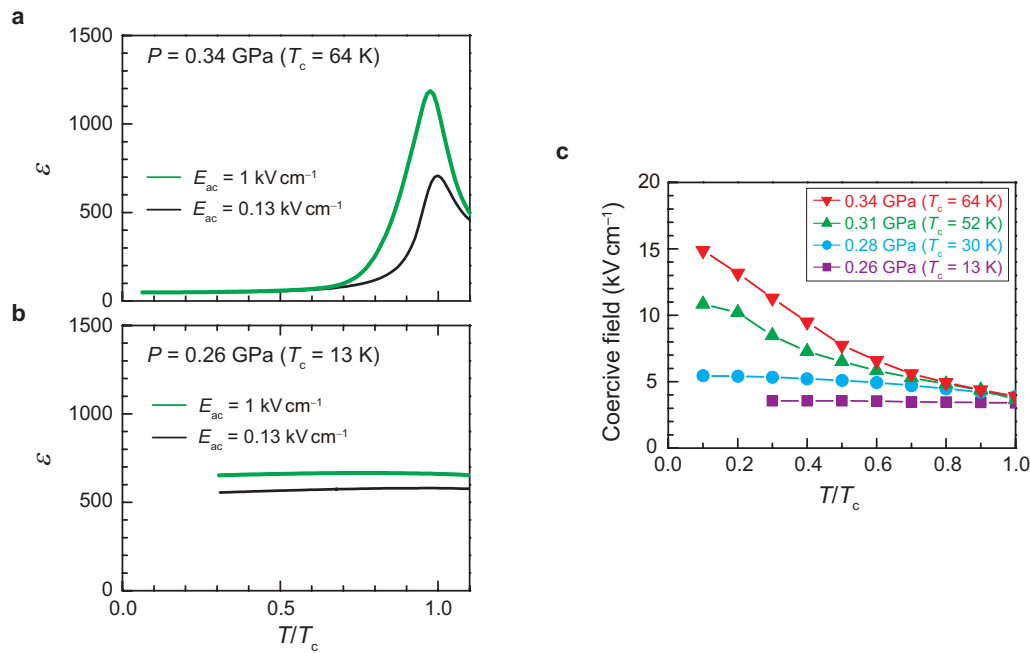 a
1500
1000
500
0
ε
P = 0.34 GPa (Tc = 64 K)
Eac = 1 kV cm⁻¹
Eac = 0.13 kV cm⁻¹
b
1500
1000
500
0
ε
P = 0.26 GPa (Tc = 13 K)
Eac = 1 kV cm⁻¹
Eac = 0.13 kV cm⁻¹
0.0 0.5 1.0
T/Tc
c
20
15
10
5
0
Coercive field (kV cm⁻¹)
0.34 GPa (Tc = 64 K)
0.31 GPa (Tc = 52 K)
0.28 GPa (Tc = 30 K)
0.26 GPa (Tc = 13 K)
0.0 0.2 0.4 0.6 0.8 1.0
T/Tc